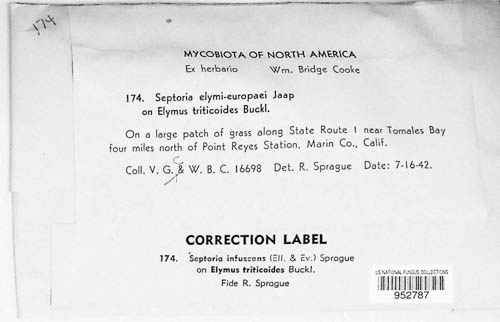 174
MYCOBIOTA OF NORTH AMERICA
Ex herbario Wm. Bridge Cooke
174. Septoria elymi-europaei Jaap
on Elymus triticoides Buckl.
On a large patch of grass along State Route 1 near Tomales Bay
four miles north of Point Reyes Station, Marin Co., Calif.
C
Coll. V. G. & W. B. C. 16698 Det. R. Sprague Date: 7-16-42.
CORRECTION LABEL
174. Septoria infuscans (Ell. & Ev.) Sprague
on Elymus triticoides Buckl.
Fide R. Sprague
US NATIONAL FUNGUS COLLECTIONS
952787